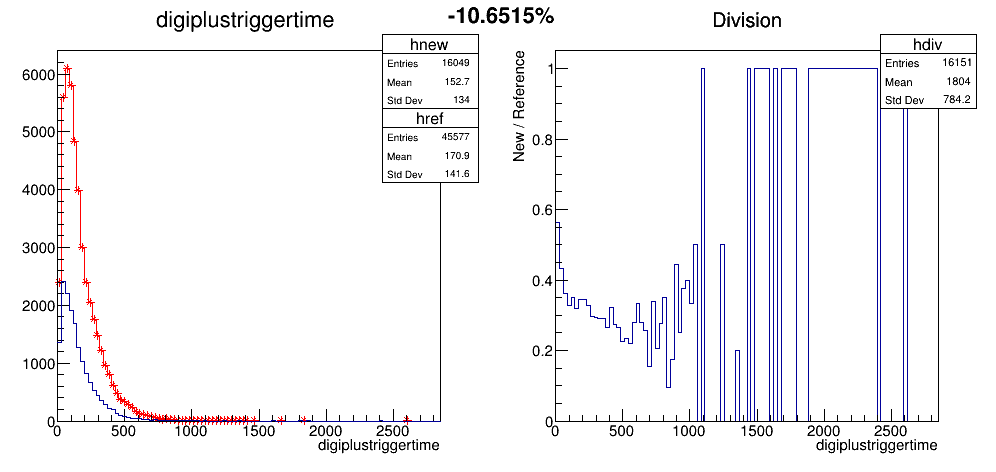 digiplustriggertime
-10.6515%
Division
hnew
Entries 16049
Mean 152.7
Std Dev 134
href
Entries 45577
Mean 170.9
Std Dev 141.6
6000
5000
4000
3000
2000
1000
0
0 500 1000 1500 2000 2500
digiplustriggertime
hdiv
Entries 16151
Mean 1804
Std Dev 784.2
New / Reference
1
0.8
0.6
0.4
0.2
0
0 500 1000 1500 2000 2500
digiplustriggertime